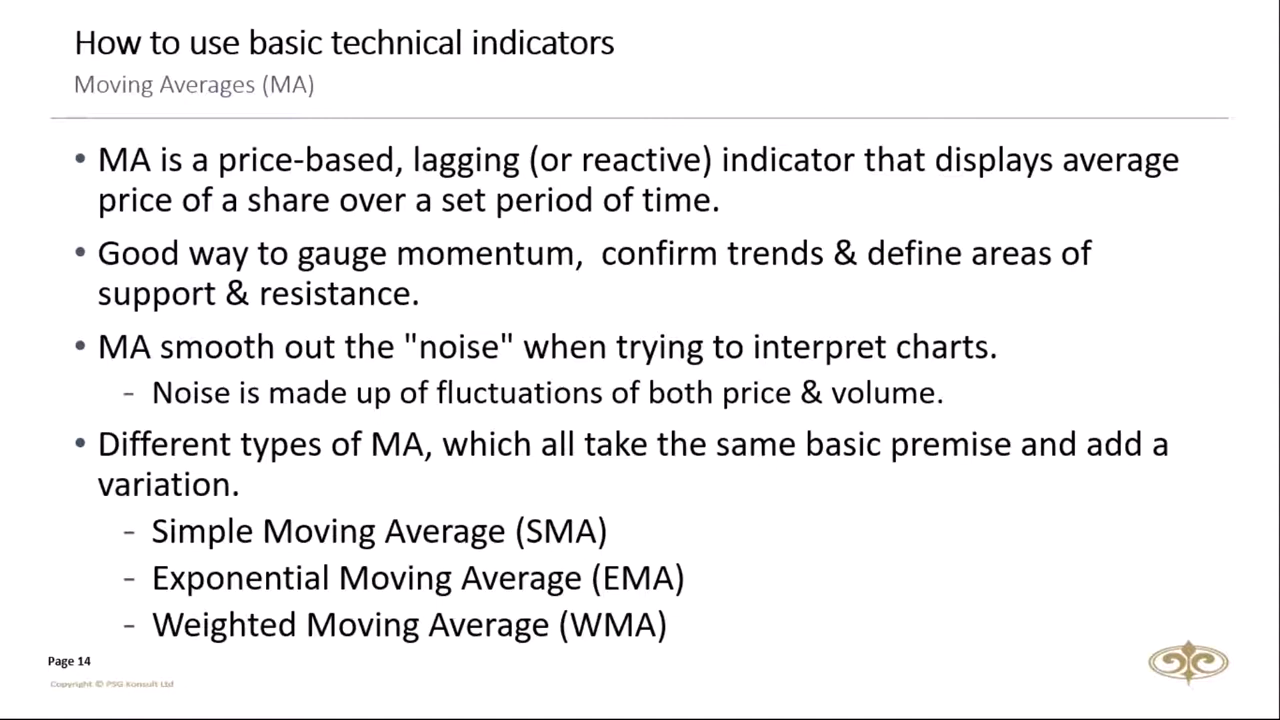 How to use basic technical indicators
Moving Averages (MA)
• MA is a price-based, lagging (or reactive) indicator that displays average
price of a share over a set period of time.
• Good way to gauge momentum,  confirm trends & define areas of
support & resistance.
• MA smooth out the "noise" when trying to interpret charts.
- Noise is made up of fluctuations of both price & volume.
• Different types of MA, which all take the same basic premise and add a
variation.
- Simple Moving Average (SMA)
- Exponential Moving Average (EMA)
- Weighted Moving Average (WMA)
Page 14
Copyright © PSG Konsult Ltd